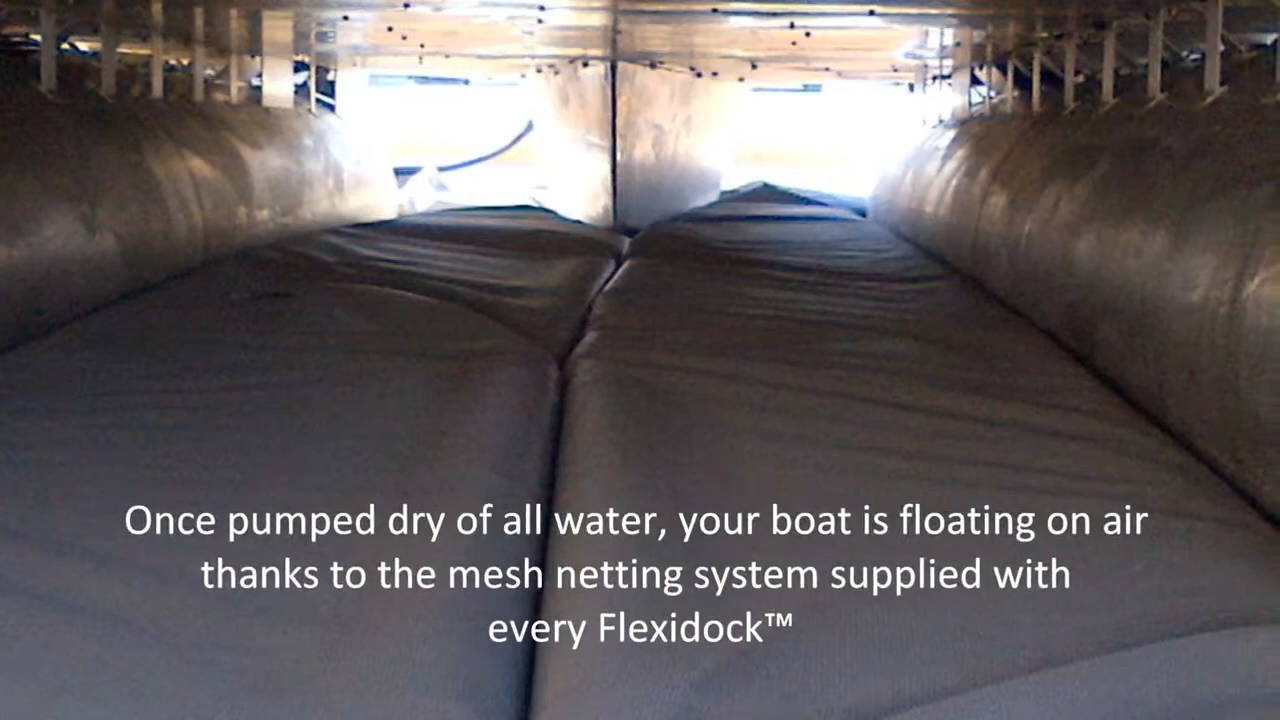 Once pumped dry of all water, your boat is floating on air
thanks to the mesh netting system supplied with
every Flexidock™